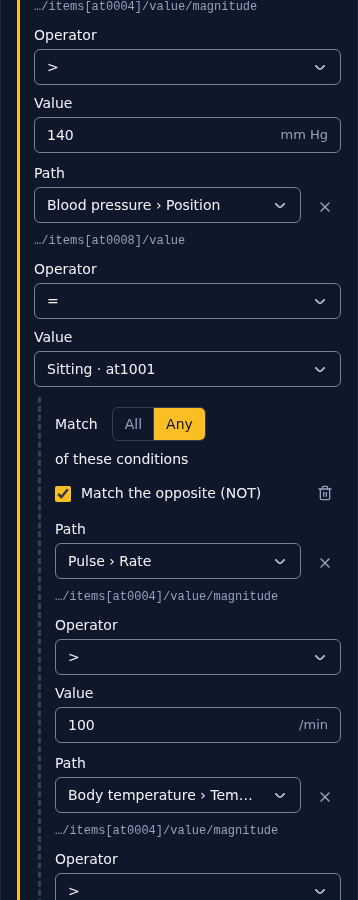 …/items[at0004]/value/magnitude
Operator
>
Value
140 mm Hg
Path
Blood pressure › Position
…/items[at0008]/value
Operator
=
Value
Sitting · at1001
Match All Any
of these conditions
Match the opposite (NOT)
Path
Pulse › Rate
…/items[at0004]/value/magnitude
Operator
>
Value
100 /min
Path
Body temperature › Tem…
…/items[at0004]/value/magnitude
Operator
>